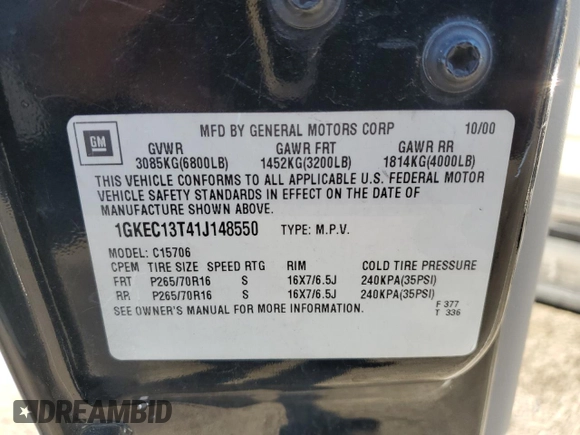 GM
MFD BY GENERAL MOTORS CORP 10/00
GVWR GAWR FRT GAWR RR
3085KG(6800LB) 1452KG(3200LB) 1814KG(4000LB)
THIS VEHICLE CONFORMS TO ALL APPLICABLE U.S. FEDERAL MOTOR
VEHICLE SAFETY STANDARDS IN EFFECT ON THE DATE OF
MANUFACTURE SHOWN ABOVE.
1GKEC13T41J148550 TYPE: M.P.V.
MODEL: C15706
CPEM TIRE SIZE SPEED RTG RIM COLD TIRE PRESSURE
FRT P265/70R16 S 16X7/6.5J 240KPA(35PSI)
RR P265/70R16 S 16X7/6.5J 240KPA(35PSI)
SEE OWNER'S MANUAL FOR MORE INFORMATION.
F 377
T 336
DREAMBID